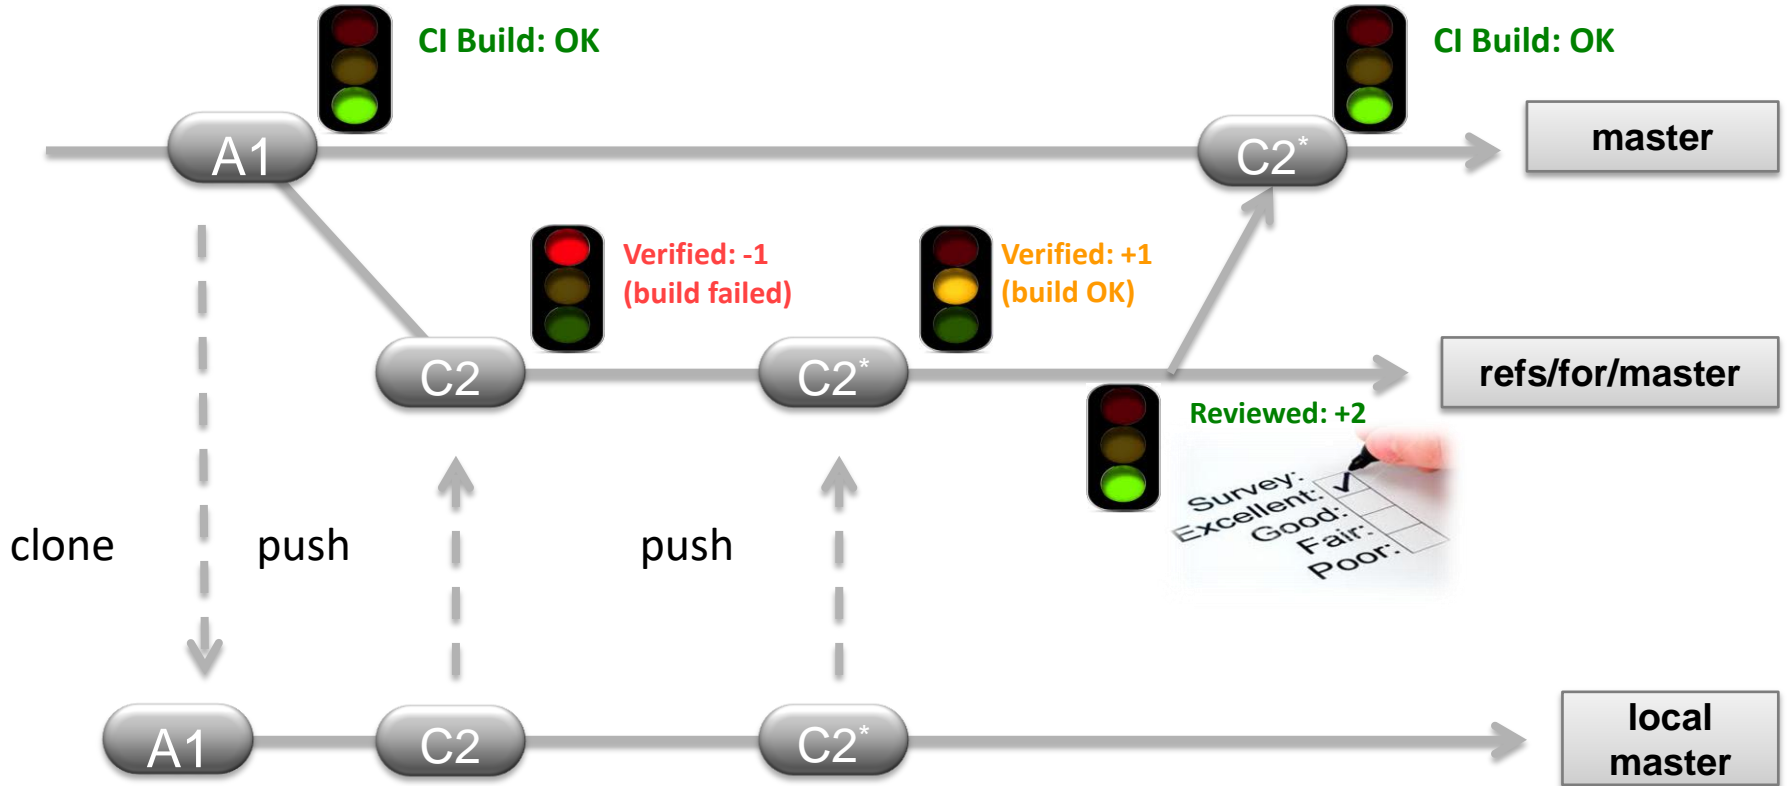 CI Build: OK
CI Build: OK
A1
C2*
master
Verified: -1
(build failed)
Verified: +1
(build OK)
C2
C2*
refs/for/master
Reviewed: +2
Survey:
Excellent:
Good:
Fair:
Poor:
clone
push
push
A1
C2
C2*
local
master